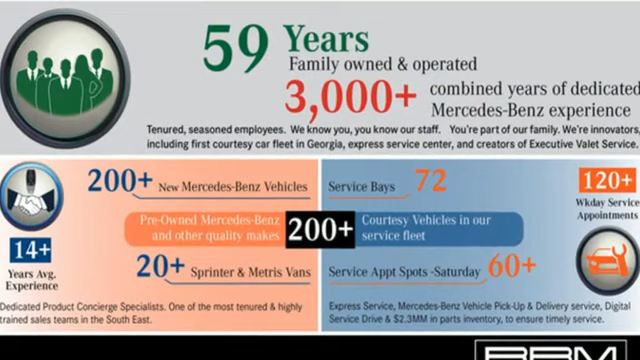 59 Years
Family owned & operated
3,000+ combined years of dedicated
Mercedes-Benz experience
Tenured, seasoned employees. We know you, you know our staff. You're part of our family. We're innovators,
including first courtesy car fleet in Georgia, express service center, and creators of Executive Valet Service.
200+ New Mercedes-Benz Vehicles
Pre-Owned Mercedes-Benz
and other quality makes
200+
20+ Sprinter & Metris Vans
14+
Years Avg.
Experience
Dedicated Product Concierge Specialists. One of the most tenured & highly
trained sales teams in the South East.
Service Bays 72
Courtesy Vehicles in our
service fleet
Service Appt Spots -Saturday 60+
120+
Wkday Service
Appointments
Express Service, Mercedes-Benz Vehicle Pick-Up & Delivery service, Digital
Service Drive & $2.3MM in parts inventory, to ensure timely service.